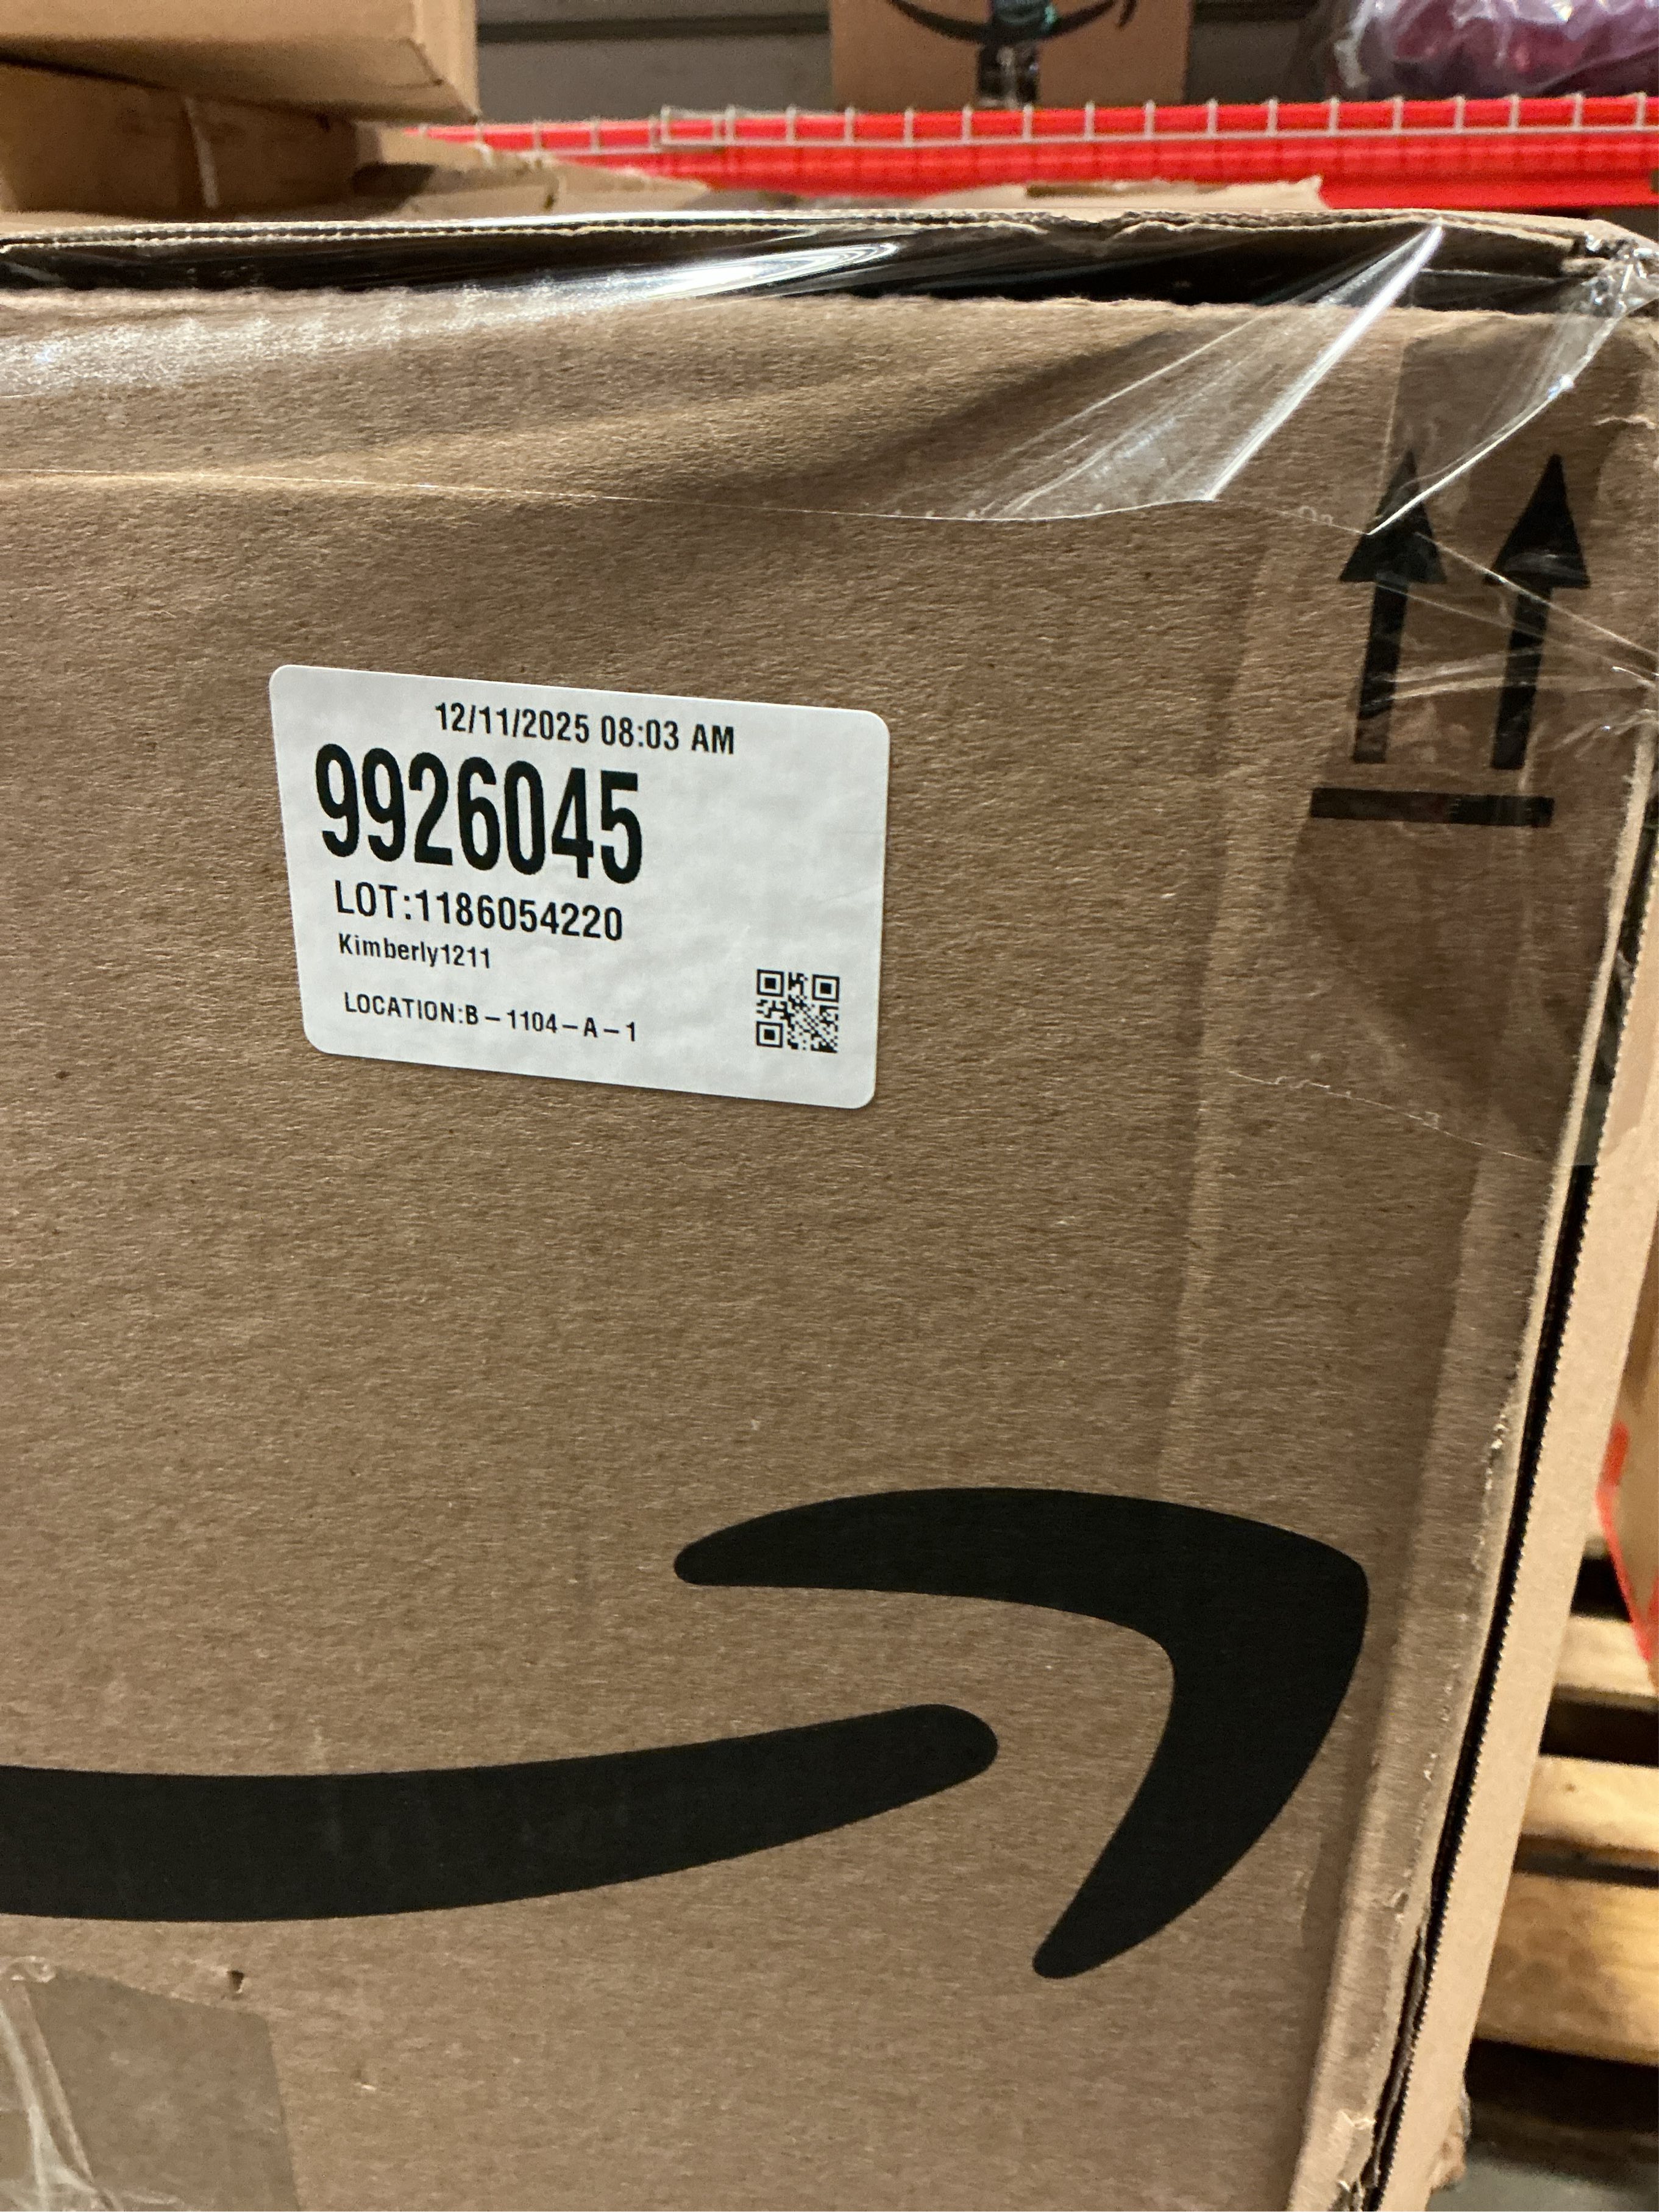 12/11/2025 08:03 AM
9926045
LOT:1186054220
Kimberly1211
LOCATION:B-1104-A-1